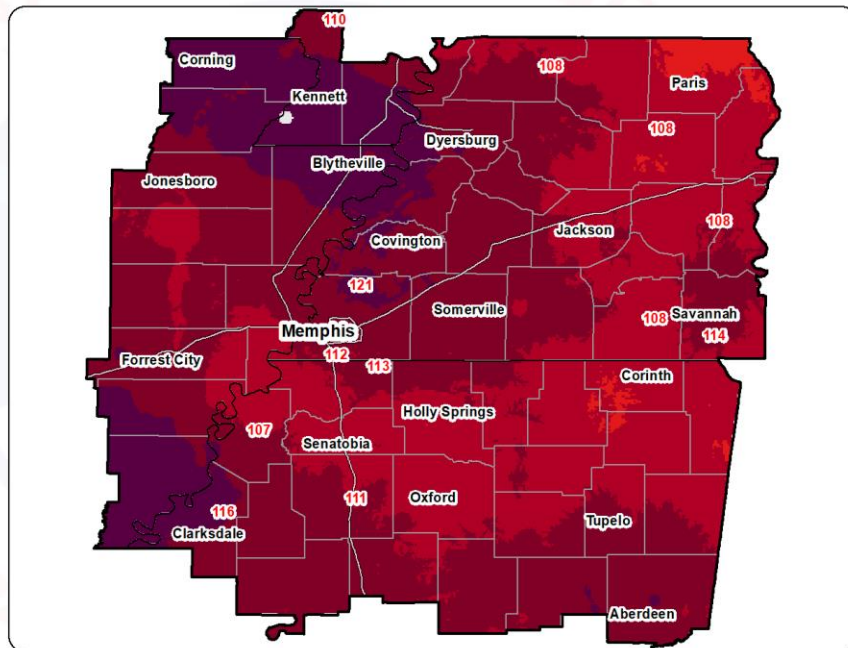 110
Corning
108
Paris
Kennett
108
Dyersburg
Blytheville
Jonesboro
108
Jackson
Covington
121
Somerville
108
Savannah
Memphis
114
112
Forrest City
113
Corinth
Holly Springs
107
Senatobia
111
Oxford
116
Tupelo
Clarksdale
Aberdeen